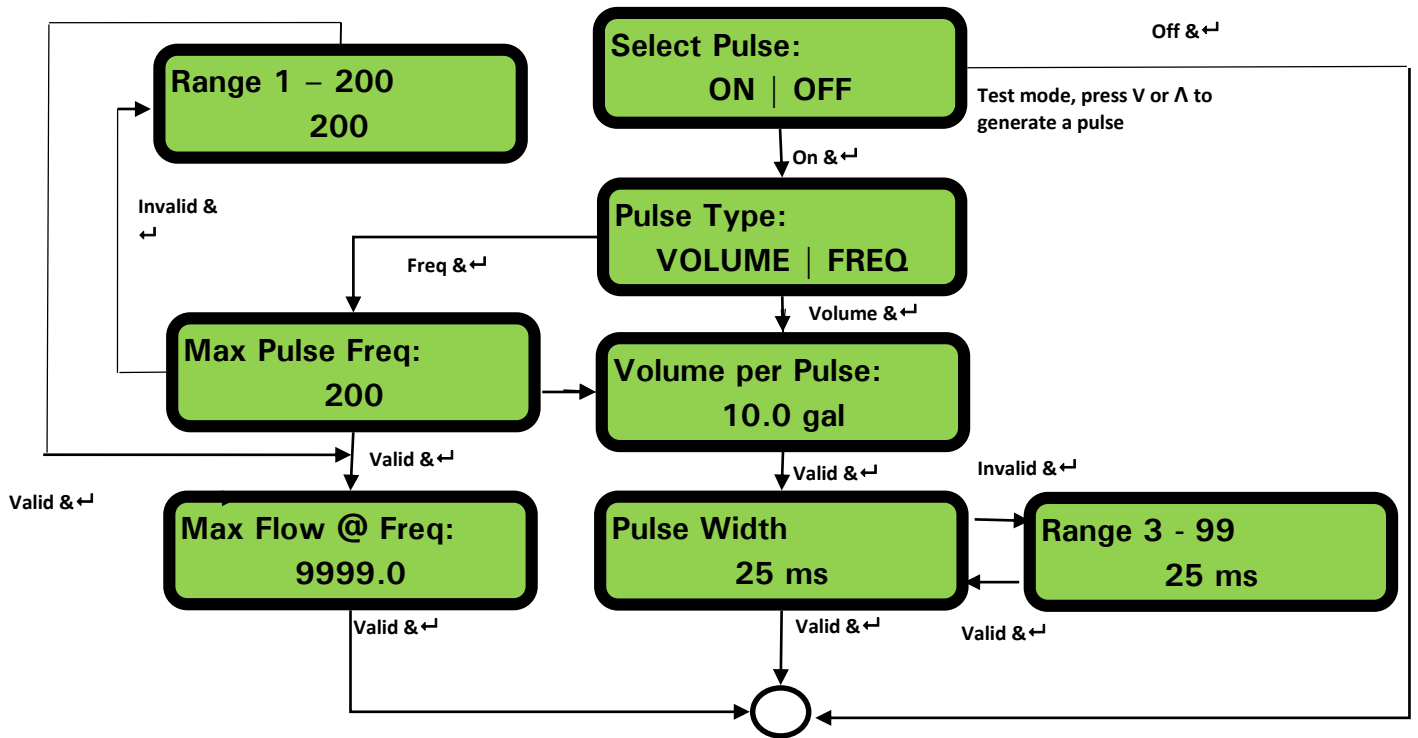 Off &↵
Select Pulse:
ON | OFF
Range 1 – 200
200
Test mode, press V or Λ to
generate a pulse
On &↵
Invalid &
↵
Pulse Type:
VOLUME | FREQ
Freq &↵
Volume &↵
Max Pulse Freq:
200
Volume per Pulse:
10.0 gal
Valid &↵
Valid &↵
Invalid &↵
Valid &↵
Max Flow @ Freq:
9999.0
Pulse Width
25 ms
Range 3 - 99
25 ms
Valid &↵
Valid &↵
Valid &↵